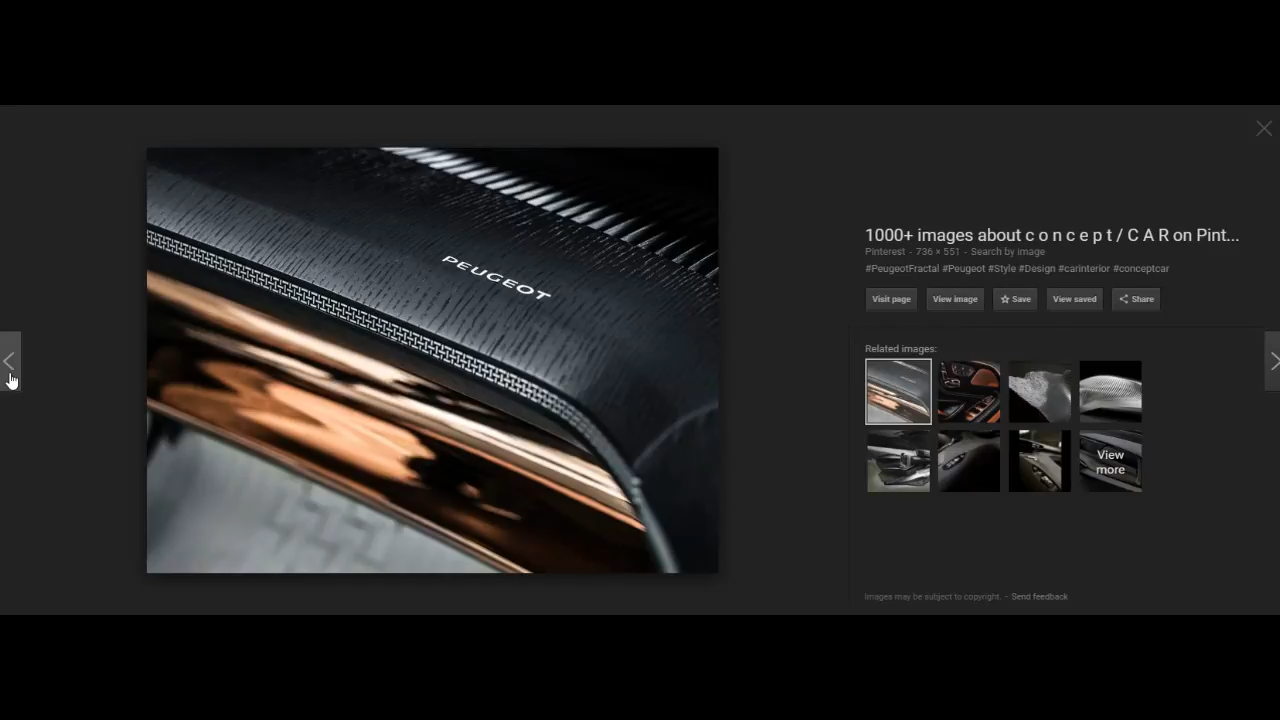 PEUGEOT
1000+ images about c o n c e p t / C A R on Pint...
Pinterest - 736 × 551 - Search by image
#PeugeotFractal #Peugeot #Style #Design #carinterior #conceptcar
Visit page View image Save View saved Share
Related images:
View
more
Images may be subject to copyright. - Send feedback